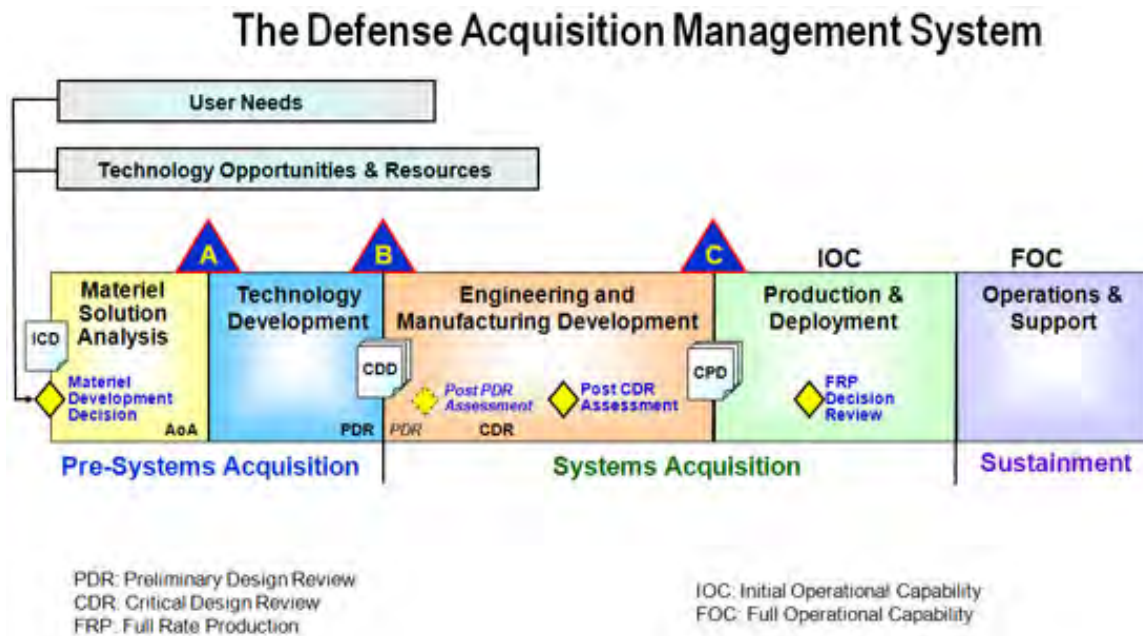 The Defense Acquisition Management System
User Needs
Technology Opportunities & Resources
A
B
C
IOC
FOC
Materiel
Solution
Analysis
Technology
Development
Engineering and
Manufacturing Development
Production &
Deployment
Operations &
Support
ICD
CDD
CPD
Materiel
Development
Decision
Post PDR
Assessment
Post CDR
Assessment
FRP
Decision
Review
AoA
PDR
PDR
CDR
Pre-Systems Acquisition
Systems Acquisition
Sustainment
PDR: Preliminary Design Review
CDR: Critical Design Review
FRP: Full Rate Production
IOC: Initial Operational Capability
FOC: Full Operational Capability